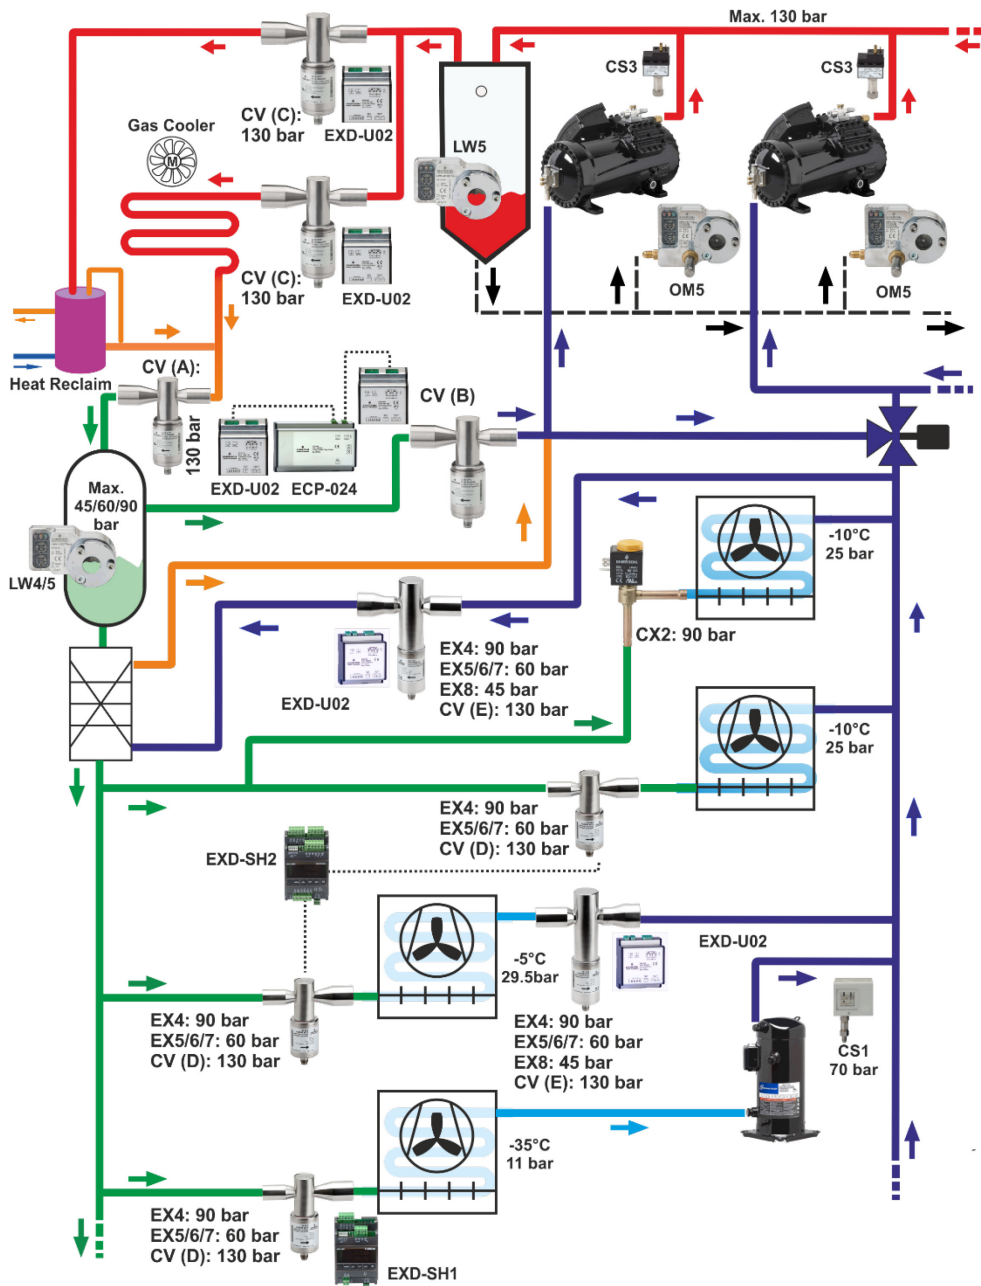 Max. 130 bar
CS3
CS3
CV (C):
130 bar
EXD-U02
Gas Cooler
M
LW5
CV (C):
130 bar
EXD-U02
OM5
OM5
Heat Reclaim
CV (A):
130 bar
CV (B)
EXD-U02
ECP-024
Max.
45/60/90
bar
LW4/5
-10°C
25 bar
CX2: 90 bar
EXD-U02
EX4: 90 bar
EX5/6/7: 60 bar
EX8: 45 bar
CV (E): 130 bar
-10°C
25 bar
EX4: 90 bar
EX5/6/7: 60 bar
CV (D): 130 bar
EXD-SH2
-5°C
29.5bar
EXD-U02
EX4: 90 bar
EX5/6/7: 60 bar
CV (D): 130 bar
EX4: 90 bar
EX5/6/7: 60 bar
EX8: 45 bar
CV (E): 130 bar
CS1
70 bar
-35°C
11 bar
EX4: 90 bar
EX5/6/7: 60 bar
CV (D): 130 bar
EXD-SH1